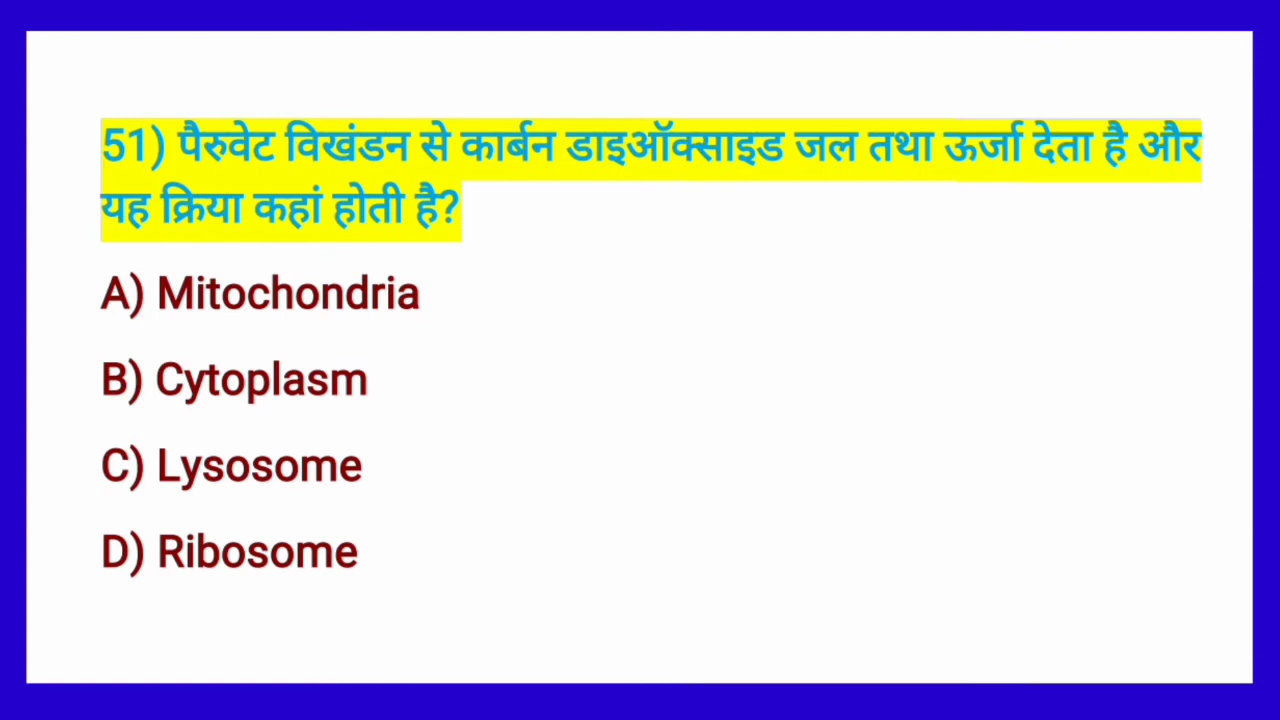 51) पैरुवेट विखंडन से कार्बन डाइऑक्साइड जल तथा ऊर्जा देता है और
यह क्रिया कहां होती है?
A) Mitochondria
B) Cytoplasm
C) Lysosome
D) Ribosome